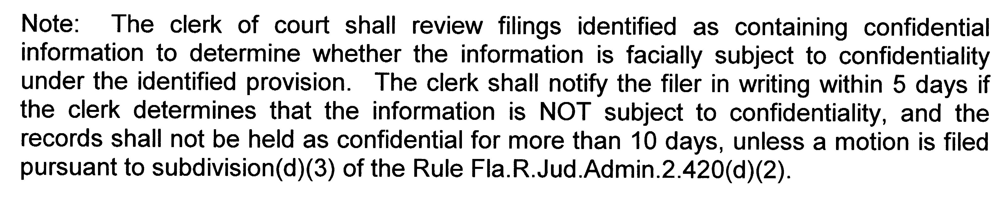 Note: The clerk of court shall review filings identified as containing confidential
information to determine whether the information is facially subject to confidentiality
under the identified provision. The clerk shall notify the filer in writing within 5 days if
the clerk determines that the information is NOT subject to confidentiality, and the
records shall not be held as confidential for more than 10 days, unless a motion is filed
pursuant to subdivision(d)(3) of the Rule Fla.R.Jud.Admin.2.420(d)(2).